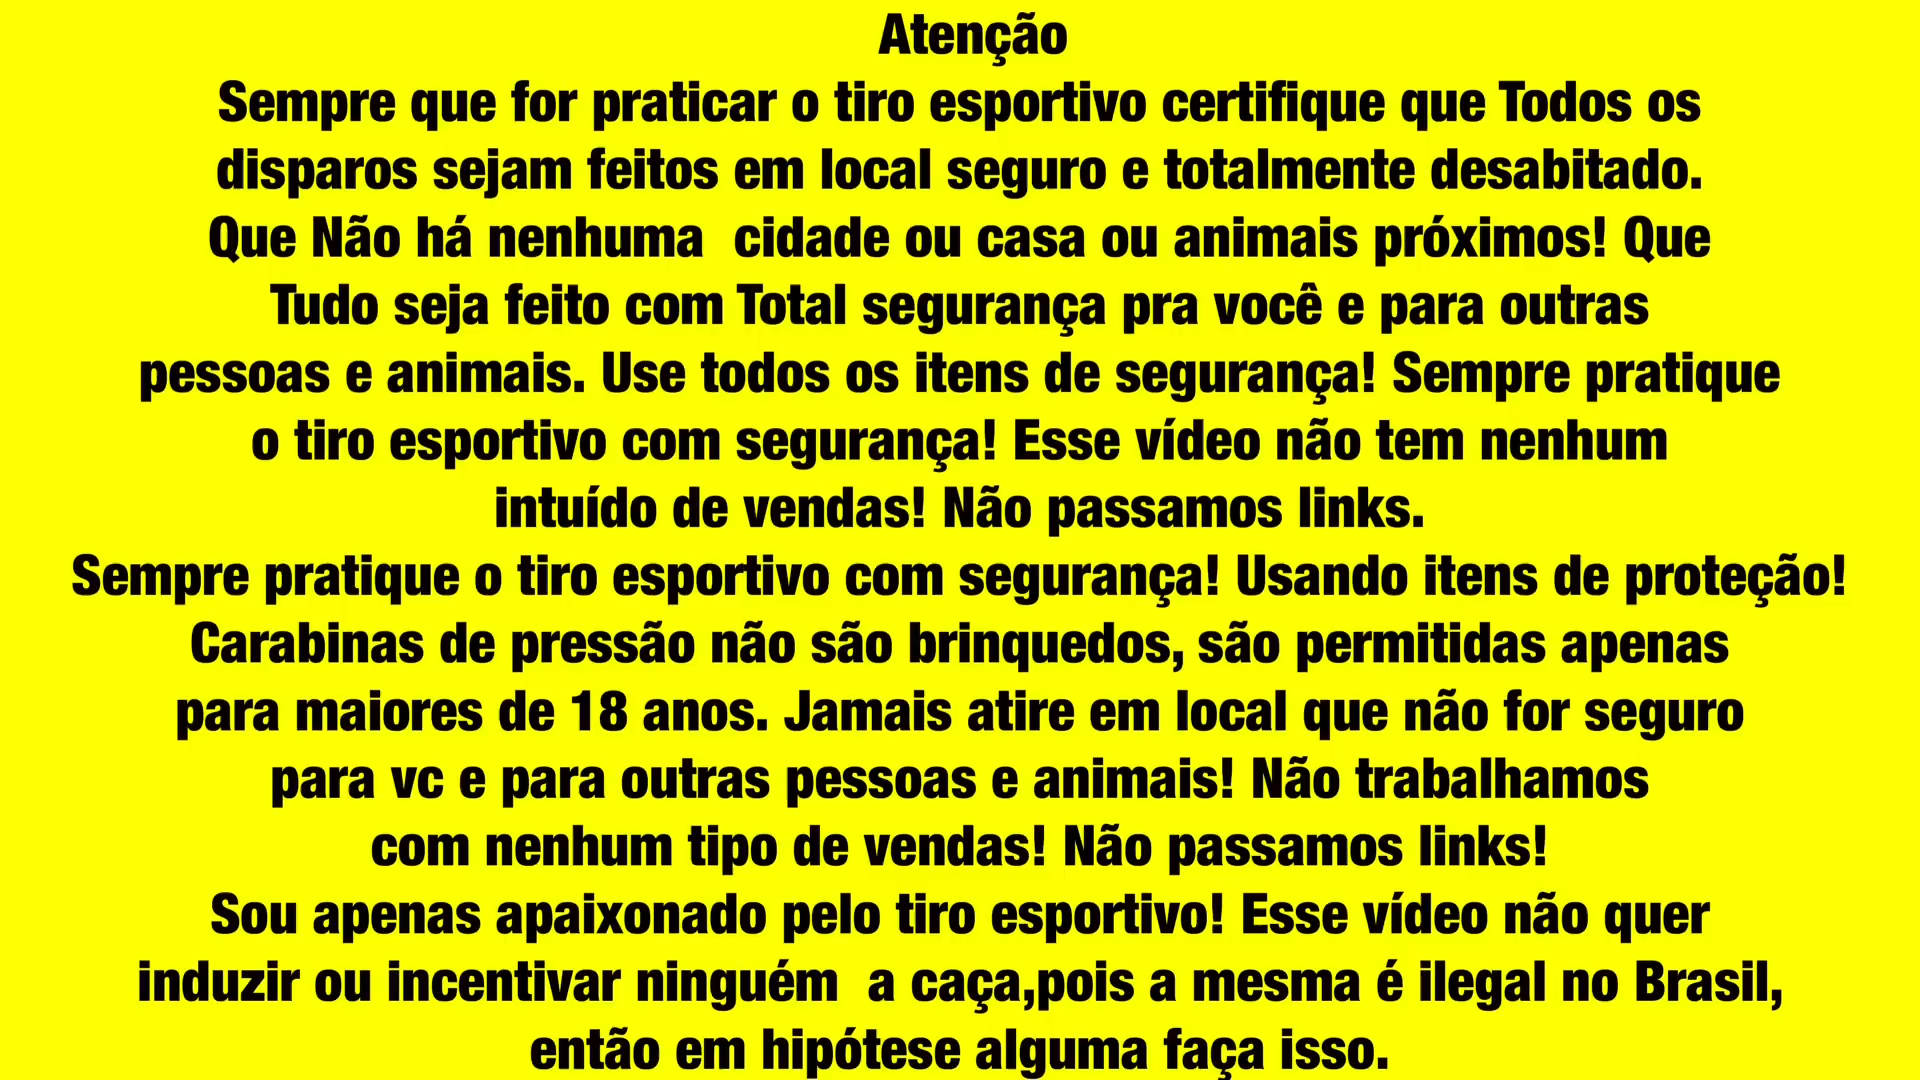 Atenção
Sempre que for praticar o tiro esportivo certifique que Todos os
disparos sejam feitos em local seguro e totalmente desabitado.
Que Não há nenhuma  cidade ou casa ou animais próximos! Que
Tudo seja feito com Total segurança pra você e para outras
pessoas e animais. Use todos os itens de segurança! Sempre pratique
o tiro esportivo com segurança! Esse vídeo não tem nenhum
intuído de vendas! Não passamos links.
Sempre pratique o tiro esportivo com segurança! Usando itens de proteção!
Carabinas de pressão não são brinquedos, são permitidas apenas
para maiores de 18 anos. Jamais atire em local que não for seguro
para vc e para outras pessoas e animais! Não trabalhamos
com nenhum tipo de vendas! Não passamos links!
Sou apenas apaixonado pelo tiro esportivo! Esse vídeo não quer
induzir ou incentivar ninguém  a caça,pois a mesma é ilegal no Brasil,
então em hipótese alguma faça isso.